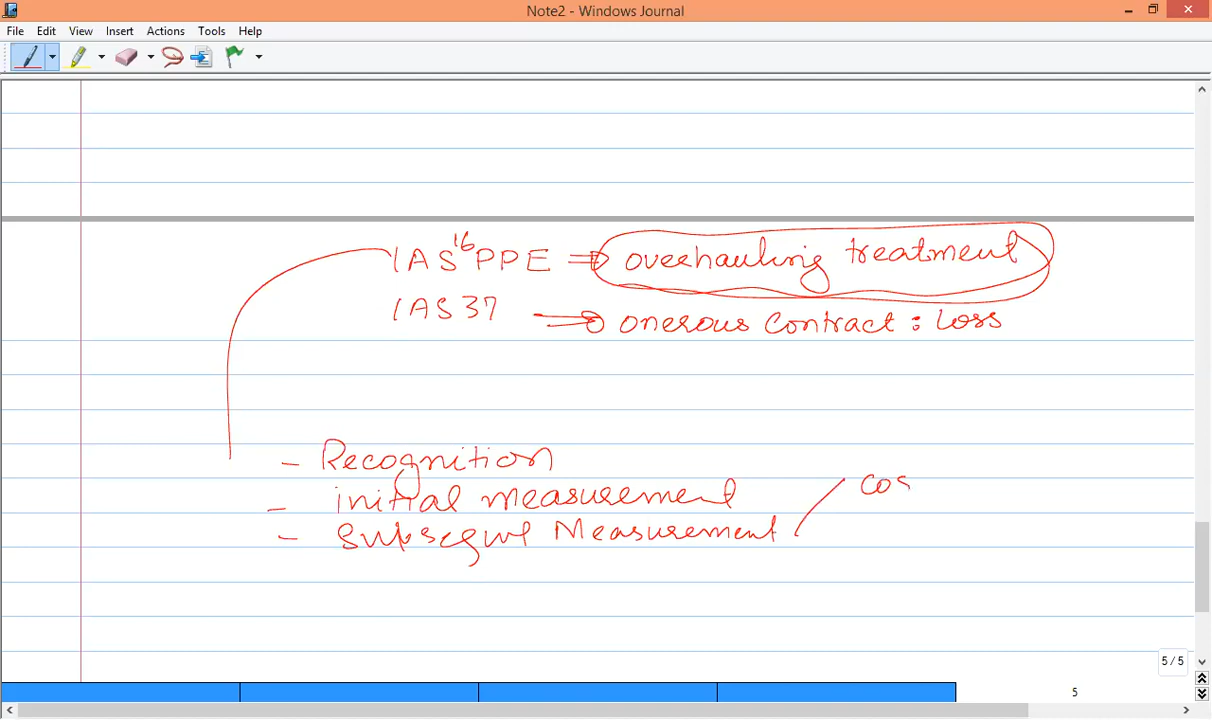 Note2 - Windows Journal
File Edit View Insert Actions Tools Help
IAS 16 PPE ⇒ overhauling treatment
IAS 37 → onerous contract : Loss
- Recognition
- initial measurement
- Subsequent Measurement / cos
5 / 5
5